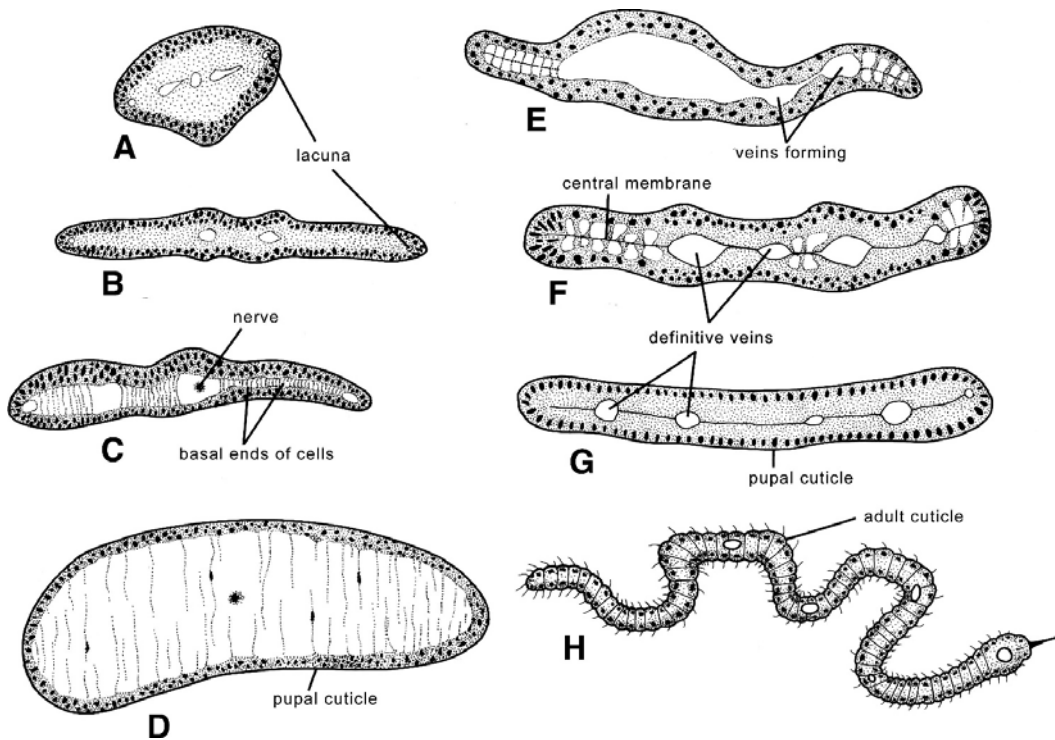 A
lacuna
B
nerve
C
basal ends of cells
pupal cuticle
D
E
veins forming
central membrane
F
definitive veins
G
pupal cuticle
adult cuticle
H